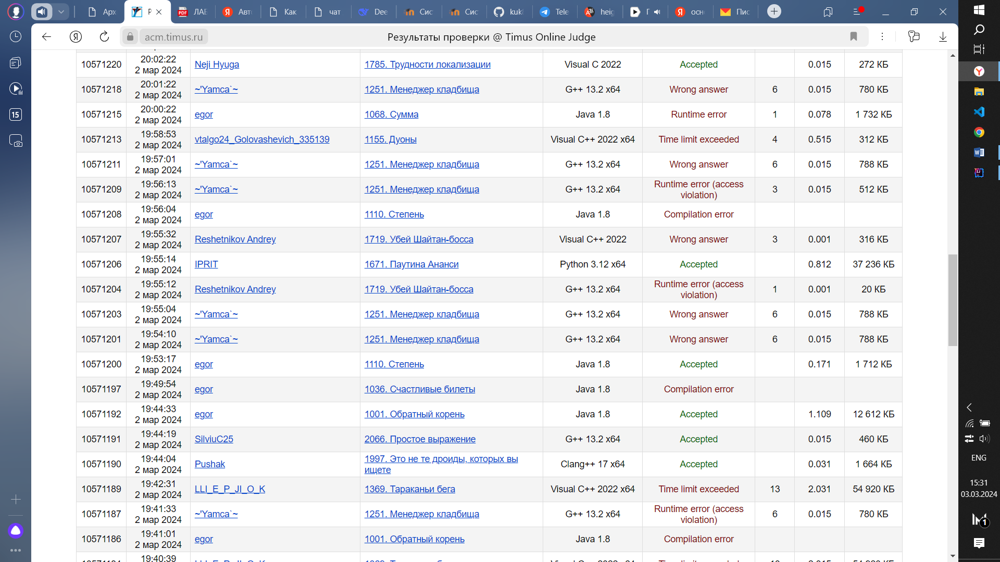 Арх
Р
ЛАБ
Авт
Как
чат
Dee
Сис
Сис
kuk
Tele
heig
Г
осн
Пис
acm.timus.ru
Результаты проверки @ Timus Online Judge
10571220 20:02:22 2 мар 2024 Neji Hyuga 1785. Трудности локализации Visual C 2022 Accepted 0.015 272 КБ
10571218 20:01:22 2 мар 2024 ~'Yamca`~ 1251. Менеджер кладбища G++ 13.2 x64 Wrong answer 6 0.015 780 КБ
10571215 20:00:22 2 мар 2024 egor 1068. Сумма Java 1.8 Runtime error 1 0.078 1 732 КБ
10571213 19:58:53 2 мар 2024 vtalgo24_Golovashevich_335139 1155. Дуоны Visual C++ 2022 x64 Time limit exceeded 4 0.515 312 КБ
10571211 19:57:01 2 мар 2024 ~'Yamca`~ 1251. Менеджер кладбища G++ 13.2 x64 Wrong answer 6 0.015 788 КБ
10571209 19:56:13 2 мар 2024 ~'Yamca`~ 1251. Менеджер кладбища G++ 13.2 x64 Runtime error (access violation) 3 0.015 512 КБ
10571208 19:56:04 2 мар 2024 egor 1110. Степень Java 1.8 Compilation error
10571207 19:55:32 2 мар 2024 Reshetnikov Andrey 1719. Убей Шайтан-босса Visual C++ 2022 Wrong answer 3 0.001 316 КБ
10571206 19:55:14 2 мар 2024 IPRIT 1671. Паутина Ананси Python 3.12 x64 Accepted 0.812 37 236 КБ
10571204 19:55:12 2 мар 2024 Reshetnikov Andrey 1719. Убей Шайтан-босса G++ 13.2 x64 Runtime error (access violation) 1 0.001 20 КБ
10571203 19:55:04 2 мар 2024 ~'Yamca`~ 1251. Менеджер кладбища G++ 13.2 x64 Wrong answer 6 0.015 788 КБ
10571201 19:54:10 2 мар 2024 ~'Yamca`~ 1251. Менеджер кладбища G++ 13.2 x64 Wrong answer 6 0.015 788 КБ
10571200 19:53:17 2 мар 2024 egor 1110. Степень Java 1.8 Accepted 0.171 1 712 КБ
10571197 19:49:54 2 мар 2024 egor 1036. Счастливые билеты Java 1.8 Compilation error
10571192 19:44:33 2 мар 2024 egor 1001. Обратный корень Java 1.8 Accepted 1.109 12 612 КБ
10571191 19:44:19 2 мар 2024 SilviuC25 2066. Простое выражение G++ 13.2 x64 Accepted 0.015 460 КБ
10571190 19:44:04 2 мар 2024 Pushak 1997. Это не те дроиды, которых вы ищете Clang++ 17 x64 Accepted 0.031 1 664 КБ
10571189 19:42:31 2 мар 2024 LLI_E_P_JI_O_K 1369. Тараканьи бега Visual C++ 2022 x64 Time limit exceeded 13 2.031 54 920 КБ
10571187 19:41:33 2 мар 2024 ~'Yamca`~ 1251. Менеджер кладбища G++ 13.2 x64 Runtime error (access violation) 6 0.015 780 КБ
10571186 19:41:01 2 мар 2024 egor 1001. Обратный корень Java 1.8 Compilation error
19:40:39
15
ENG
15:31
03.03.2024
1